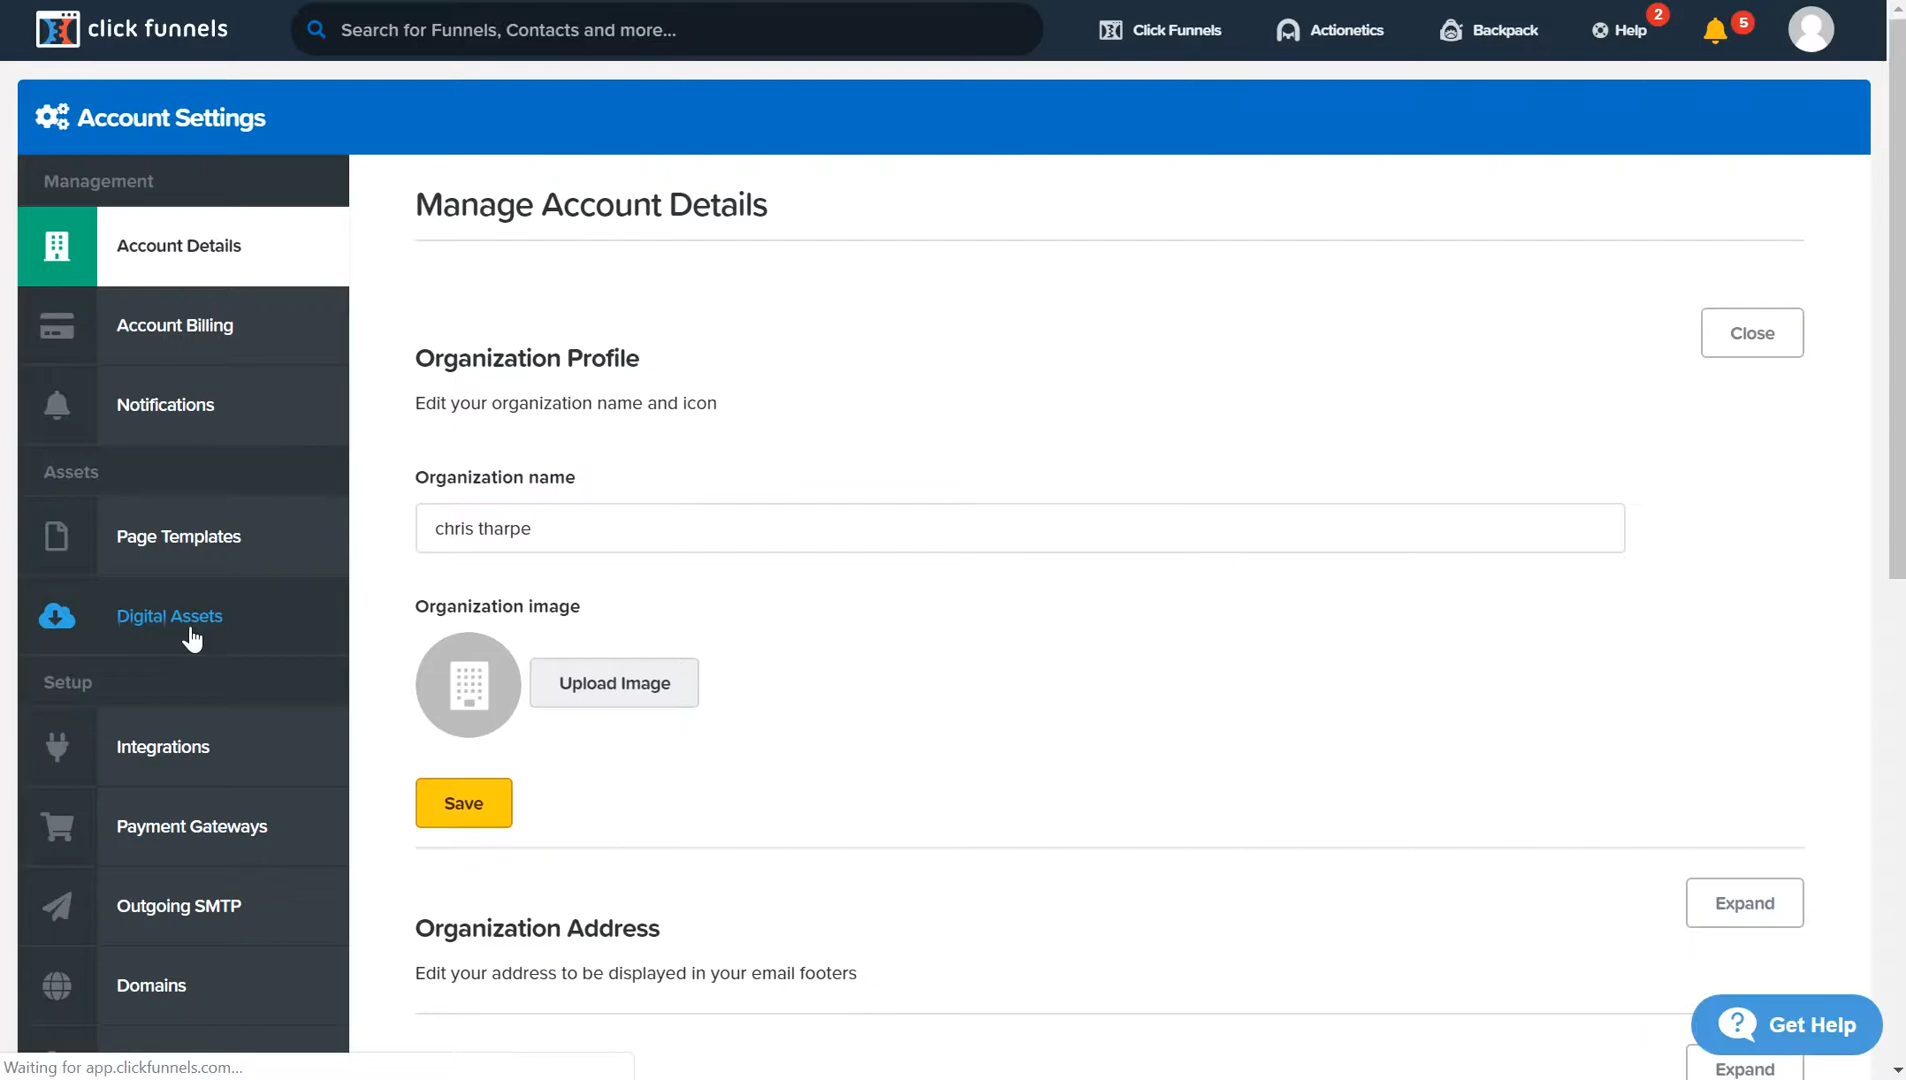 click funnels
Search for Funnels, Contacts and more...
Click Funnels
Actionetics
Backpack
Help
2
5
Account Settings
Management
Account Details
Account Billing
Notifications
Assets
Page Templates
Digital Assets
Setup
Integrations
Payment Gateways
Outgoing SMTP
Domains
Manage Account Details
Close
Organization Profile
Edit your organization name and icon
Organization name
chris tharpe
Organization image
Upload Image
Save
Expand
Organization Address
Edit your address to be displayed in your email footers
Get Help
Expand
Waiting for app.clickfunnels.com...